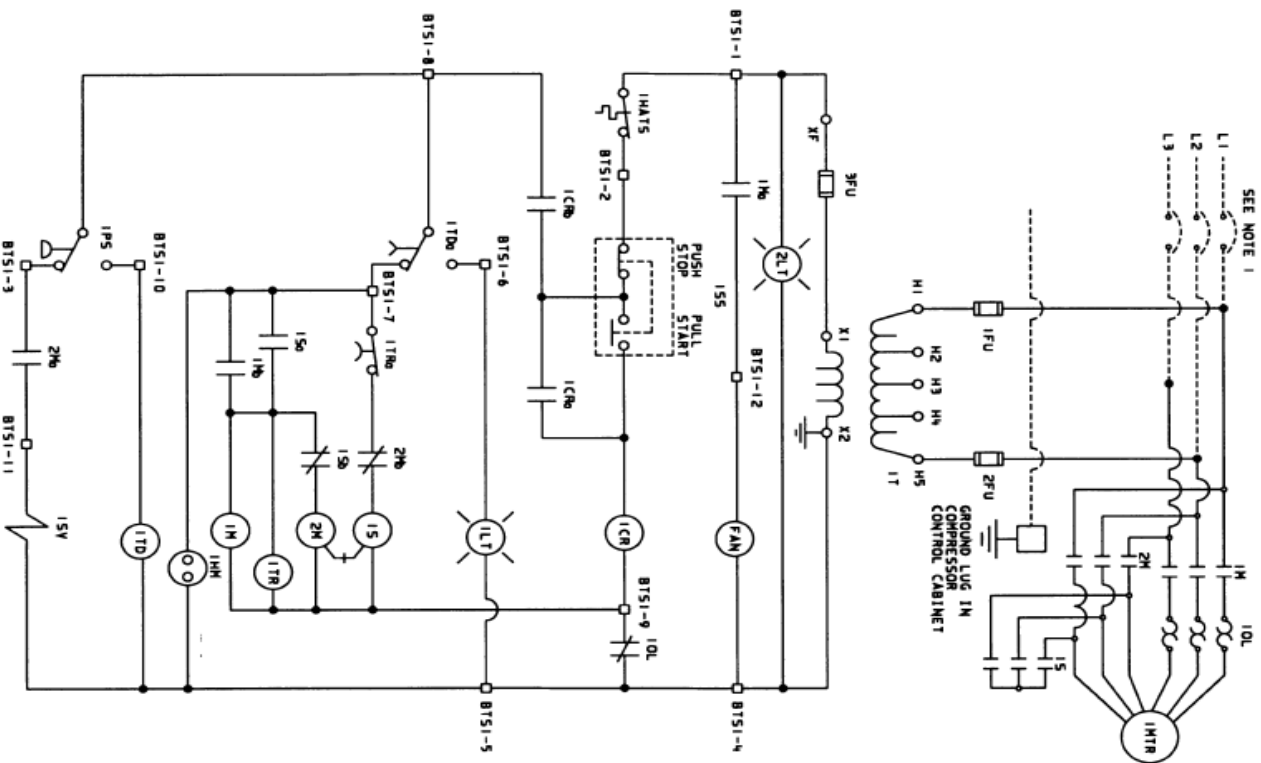 SEE NOTE 1
L1
L2
L3
1M
1OL
2M
1S
1MTR
GROUND LUG IN
COMPRESSOR
CONTROL CABINET
1FU
2FU
H1
H2
H3
H4
H5
1T
X1
X2
XF
3FU
2LT
BTS1-1
1Ma
BTS1-12
FAN
BTS1-4
1HATS
BTS1-2
PUSH
STOP
PULL
START
1SS
1CR
BTS1-9
1OL
1CRb
1CRa
BTS1-6
1LT
BTS1-5
BTS1-8
1TDa
BTS1-7
1TRa
2Mb
1S
1Sb
2M
1Sa
1TR
1Mb
1M
1HM
BTS1-10
1TD
1PS
BTS1-3
2Ma
BTS1-11
1SV